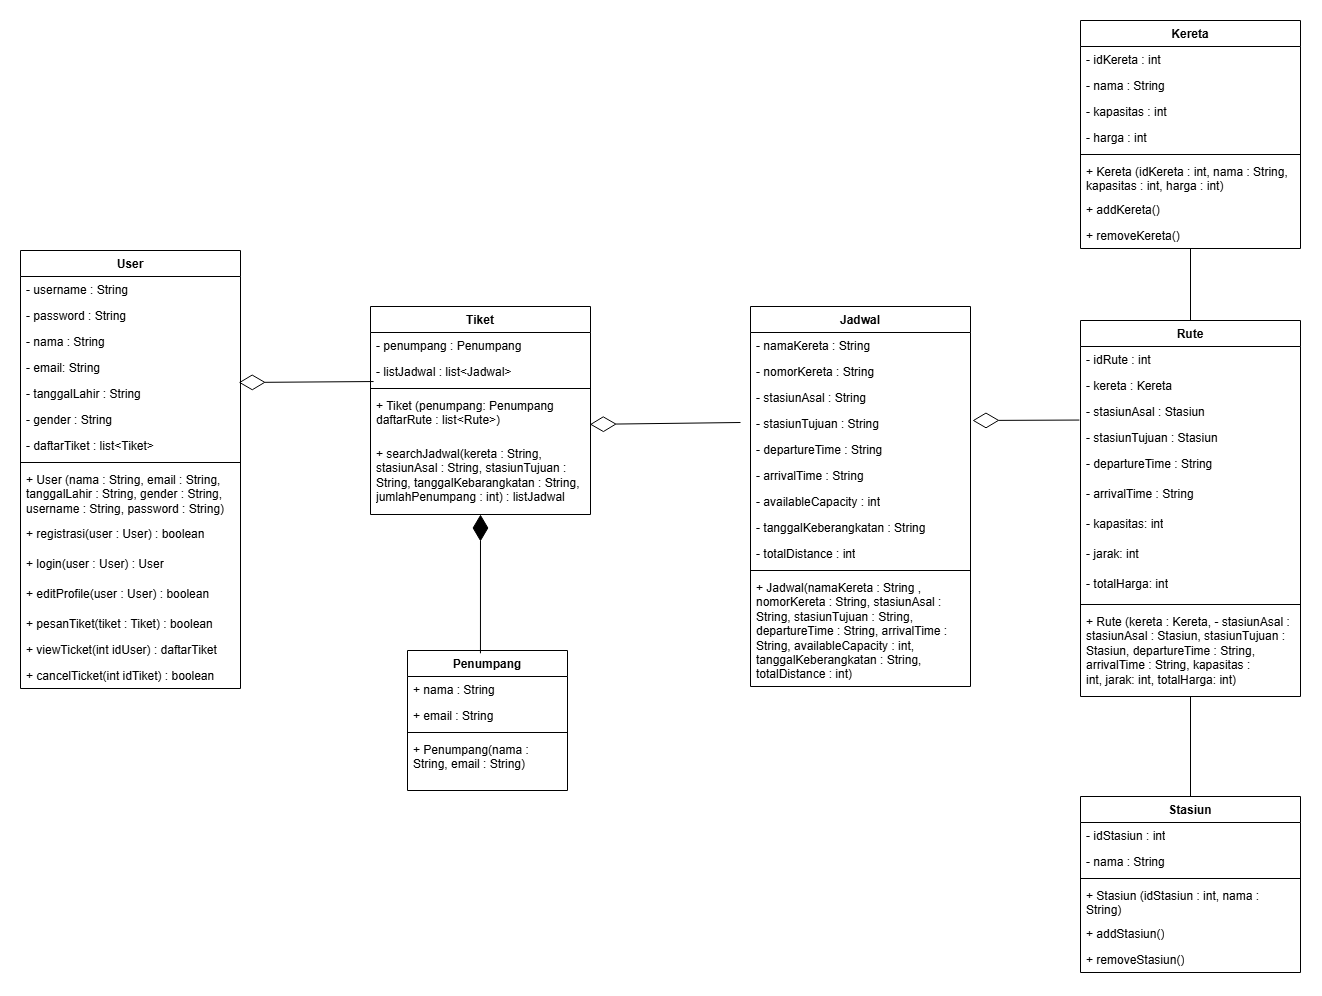 Kereta
- idKereta : int
- nama : String
- kapasitas : int
- harga : int
+ Kereta (idKereta : int, nama : String,
kapasitas : int, harga : int)
+ addKereta()
+ removeKereta()
User
- username : String
- password : String
- nama : String
- email: String
- tanggalLahir : String
- gender : String
- daftarTiket : list<Tiket>
+ User (nama : String, email : String,
tanggalLahir : String, gender : String,
username : String, password : String)
+ registrasi(user : User) : boolean
+ login(user : User) : User
+ editProfile(user : User) : boolean
+ pesanTiket(tiket : Tiket) : boolean
+ viewTicket(int idUser) : daftarTiket
+ cancelTicket(int idTiket) : boolean
Tiket
- penumpang : Penumpang
- listJadwal : list<Jadwal>
+ Tiket (penumpang: Penumpang
daftarRute : list<Rute>)
+ searchJadwal(kereta : String,
stasiunAsal : String, stasiunTujuan :
String, tanggalKebarangkatan : String,
jumlahPenumpang : int) : listJadwal
Penumpang
+ nama : String
+ email : String
+ Penumpang(nama :
String, email : String)
Jadwal
- namaKereta : String
- nomorKereta : String
- stasiunAsal : String
- stasiunTujuan : String
- departureTime : String
- arrivalTime : String
- availableCapacity : int
- tanggalKeberangkatan : String
- totalDistance : int
+ Jadwal(namaKereta : String ,
nomorKereta : String, stasiunAsal :
String, stasiunTujuan : String,
departureTime : String, arrivalTime :
String, availableCapacity : int,
tanggalKeberangkatan : String,
totalDistance : int)
Rute
- idRute : int
- kereta : Kereta
- stasiunAsal : Stasiun
- stasiunTujuan : Stasiun
- departureTime : String
- arrivalTime : String
- kapasitas: int
- jarak: int
- totalHarga: int
+ Rute (kereta : Kereta, - stasiunAsal :
stasiunAsal : Stasiun, stasiunTujuan :
Stasiun, departureTime : String,
arrivalTime : String, kapasitas :
int, jarak: int, totalHarga: int)
Stasiun
- idStasiun : int
- nama : String
+ Stasiun (idStasiun : int, nama :
String)
+ addStasiun()
+ removeStasiun()